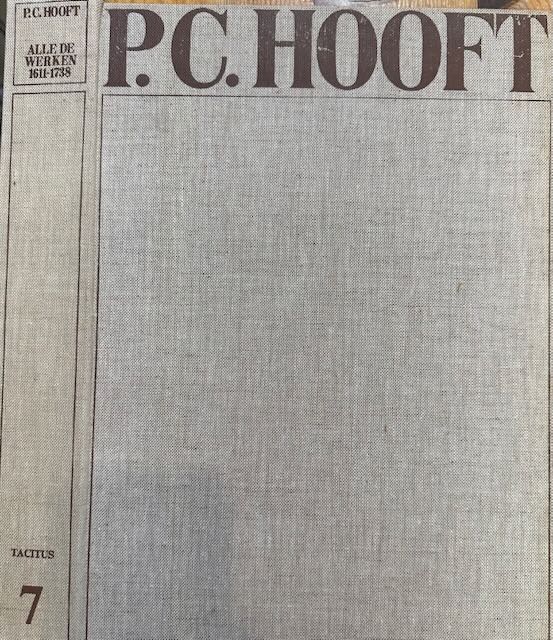 P.C. HOOFT
ALLE DE
WERKEN
1611-1738
P.C.HOOFT
TACITUS
7